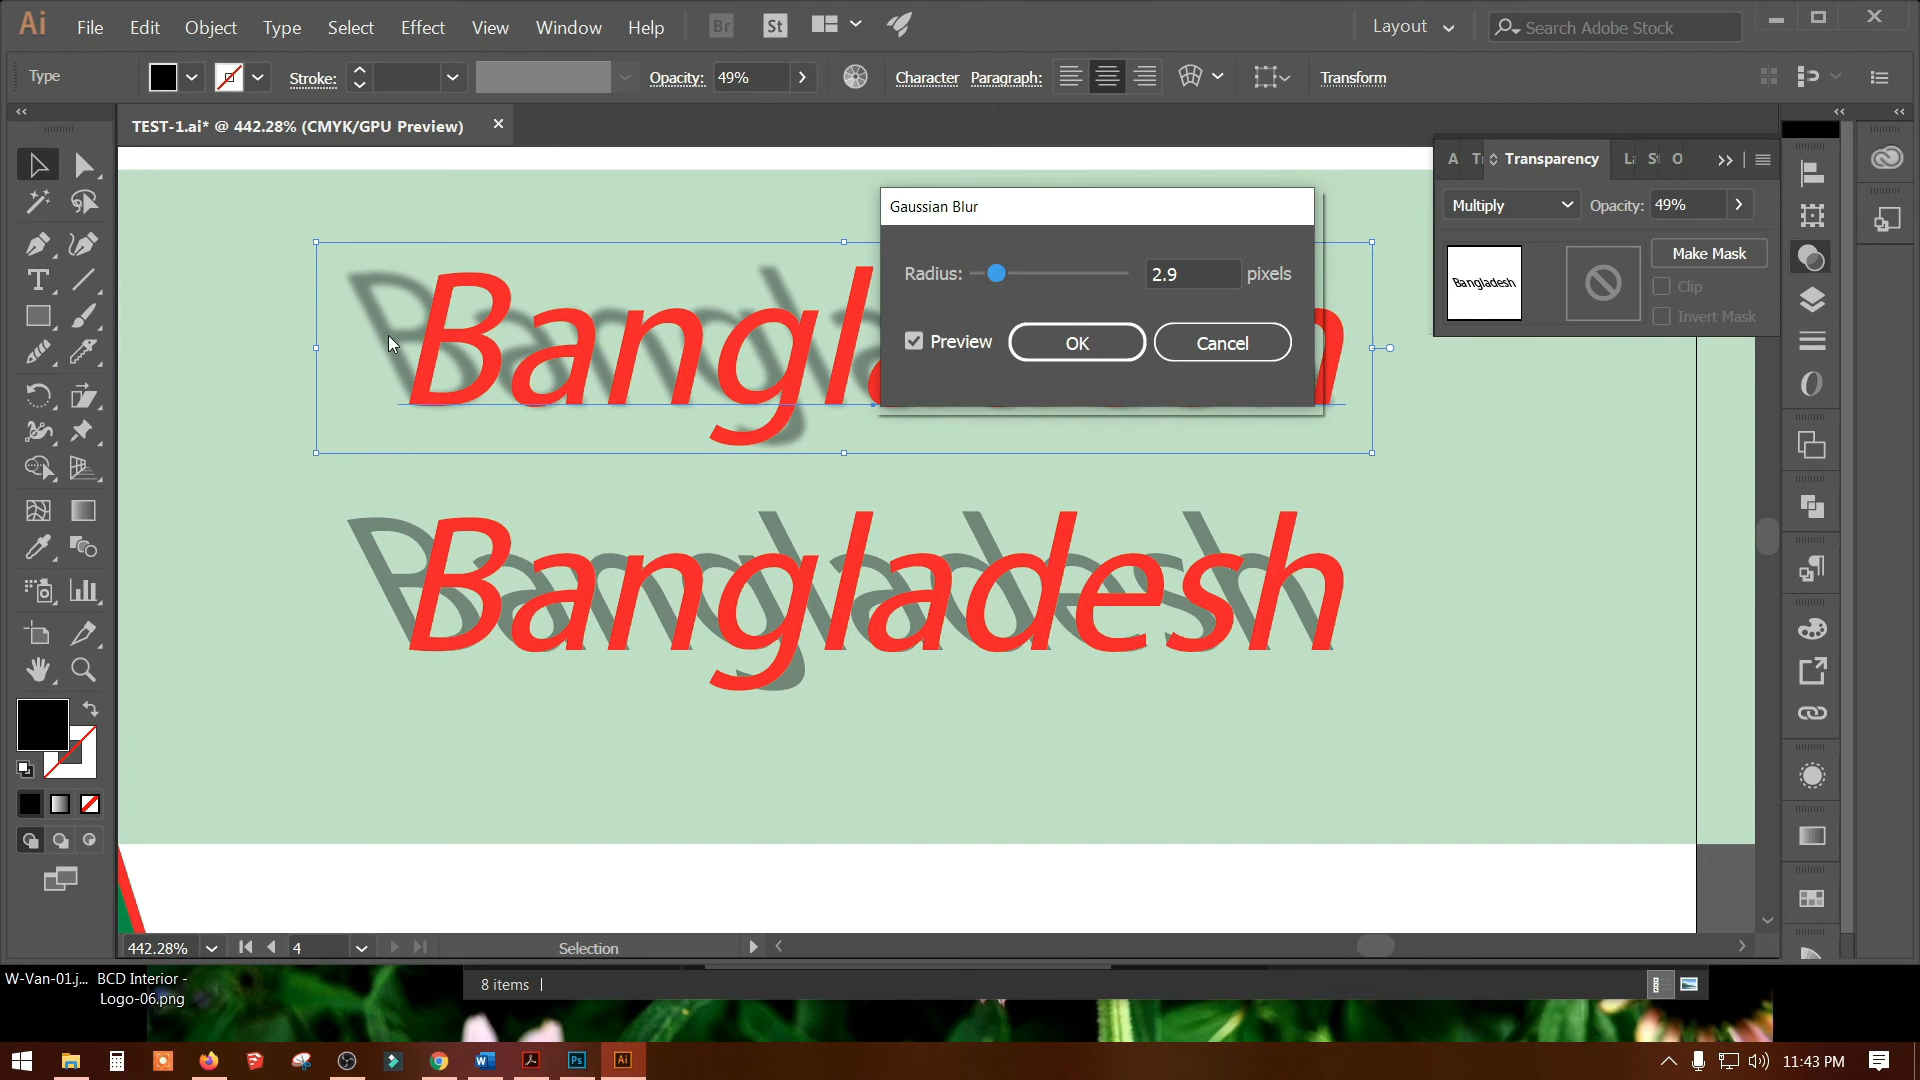 Ai File Edit Object Type Select Effect View Window Help Br St Layout Search Adobe Stock
Type Stroke: Opacity: 49% Character Paragraph: Transform
TEST-1.ai* @ 442.28% (CMYK/GPU Preview)
Transparency
Multiply Opacity: 49%
Make Mask
Bangladesh
Clip
Invert Mask
Gaussian Blur
Radius: 2.9 pixels
Preview OK Cancel
Bangladesh
Bangladesh
442.28% 4 Selection
W-Van-01.j... BCD Interior -
Logo-06.png
8 items
11:43 PM